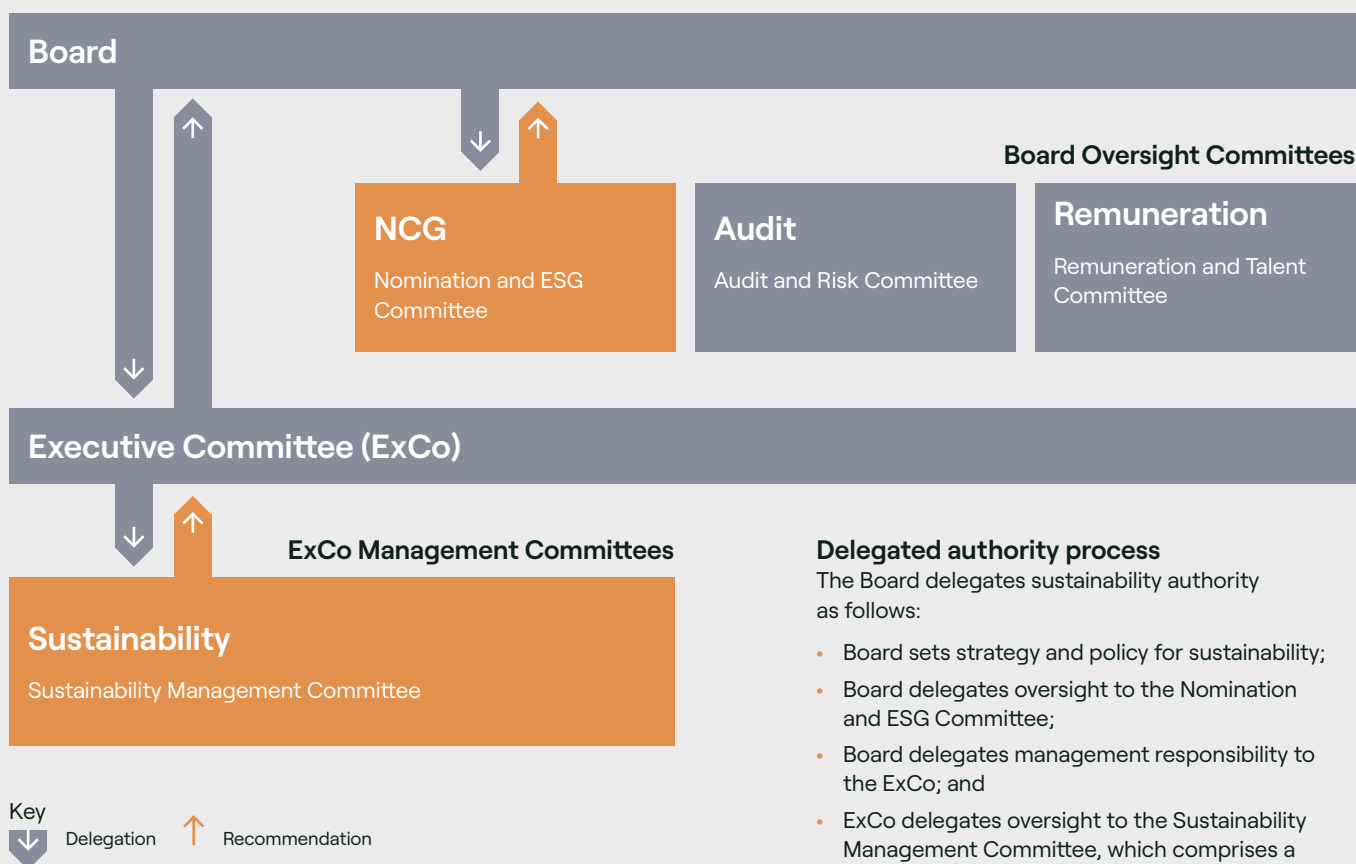 Board
Board Oversight Committees
NCG
Nomination and ESG
Committee
Audit
Audit and Risk Committee
Remuneration
Remuneration and Talent
Committee
Executive Committee (ExCo)
ExCo Management Committees
Sustainability
Sustainability Management Committee
Key
Delegation
Recommendation
Delegated authority process
The Board delegates sustainability authority
as follows:
• Board sets strategy and policy for sustainability;
• Board delegates oversight to the Nomination
and ESG Committee;
• Board delegates management responsibility to
the ExCo; and
• ExCo delegates oversight to the Sustainability
Management Committee, which comprises a